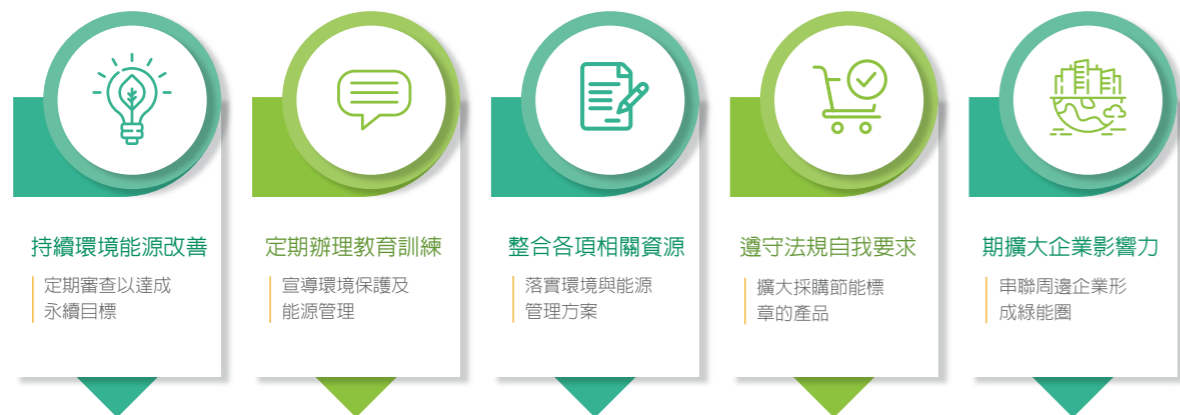 持續環境能源改善
定期審查以達成
永續目標
定期辦理教育訓練
宣導環境保護及
能源管理
整合各項相關資源
落實環境與能源
管理方案
遵守法規自我要求
擴大採購節能標
章的產品
期擴大企業影響力
串聯周邊企業形
成綠能圈